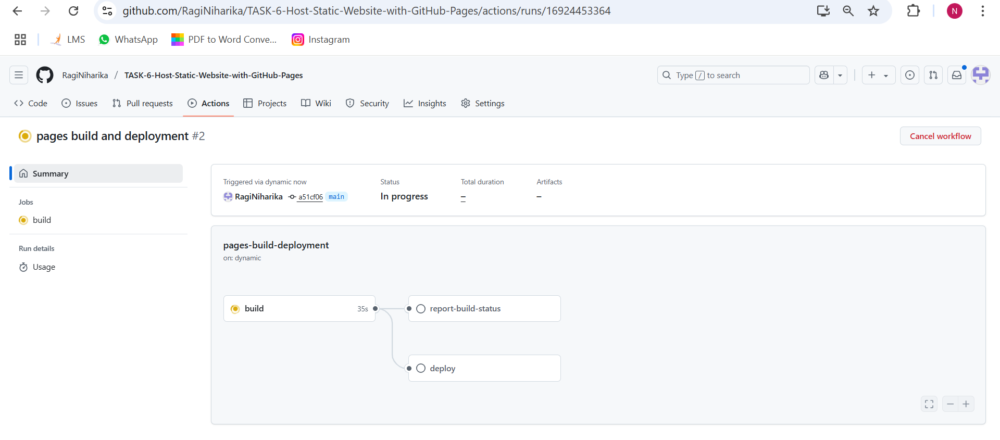 github.com/RagiNiharika/TASK-6-Host-Static-Website-with-GitHub-Pages/actions/runs/16924453364
N
LMS WhatsApp PDF to Word Conve... Instagram
RagiNiharika / TASK-6-Host-Static-Website-with-GitHub-Pages
Type / to search
Code Issues Pull requests Actions Projects Wiki Security Insights Settings
pages build and deployment #2
Cancel workflow
Summary
Jobs
build
Run details
Usage
Triggered via dynamic now
RagiNiharika a51cf06 main
Status
In progress
Total duration
–
Artifacts
–
pages-build-deployment
on: dynamic
build 35s
report-build-status
deploy